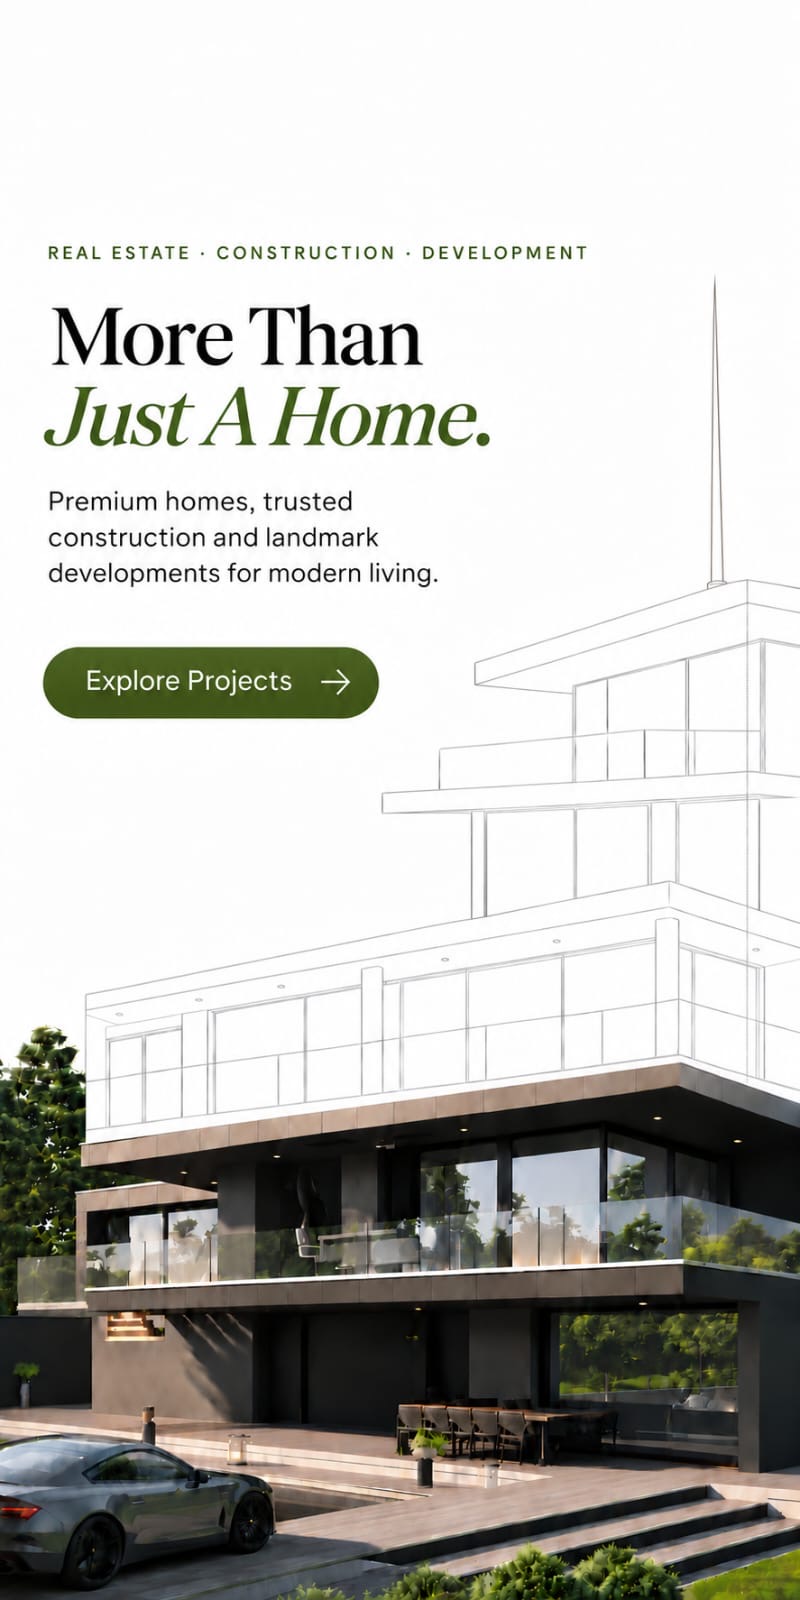 REAL ESTATE · CONSTRUCTION · DEVELOPMENT
More Than
Just A Home.
Premium homes, trusted
construction and landmark
developments for modern living.
Explore Projects →